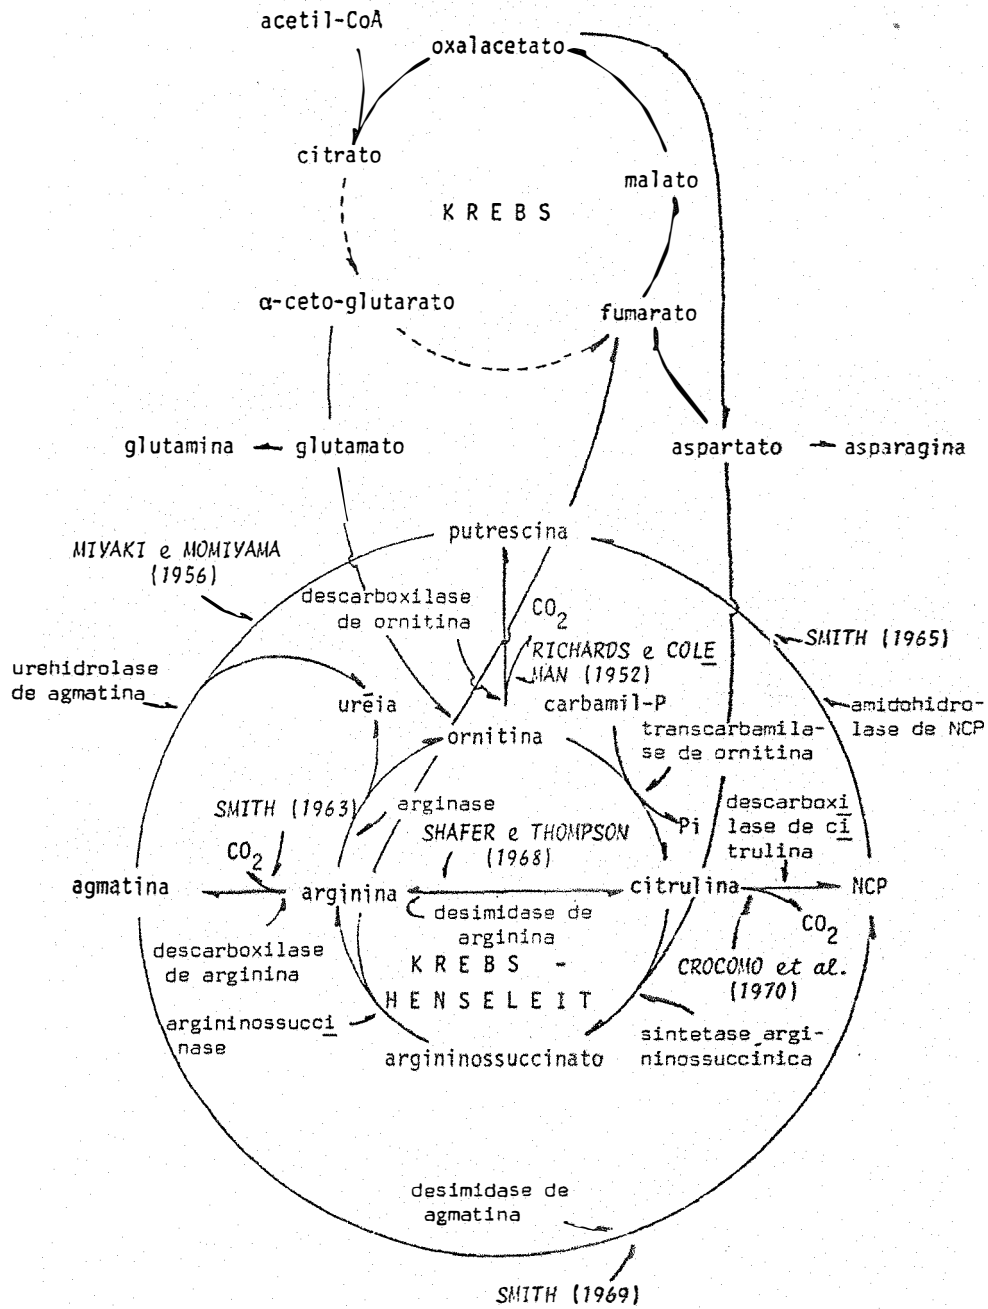 acetil-CoA
oxalacetato
citrato
malato
K R E B S
α-ceto-glutarato
fumarato
glutamina
glutamato
aspartato
asparagina
putrescina
MIYAKI e MOMIYAMA
(1956)
descarboxilase
de ornitina
CO2
RICHARDS e COLE
MAN (1952)
SMITH (1965)
urehidrolase
de agmatina
uréia
carbamil-P
amidohidro-
lase de NCP
ornitina
transcarbamila-
se de ornitina
SMITH (1963)
arginase
SHAFER e THOMPSON
(1968)
Pi
descarboxi
lase de ci
trulina
CO2
agmatina
arginina
citrulina
NCP
desimidase de
arginina
CO2
descarboxilase
de arginina
K R E B S -
H E N S E L E I T
CROCOMO et al.
(1970)
argininossucci
nase
argininossuccinato
sintetase argi-
ninossuccínica
desimidase de
agmatina
SMITH (1969)